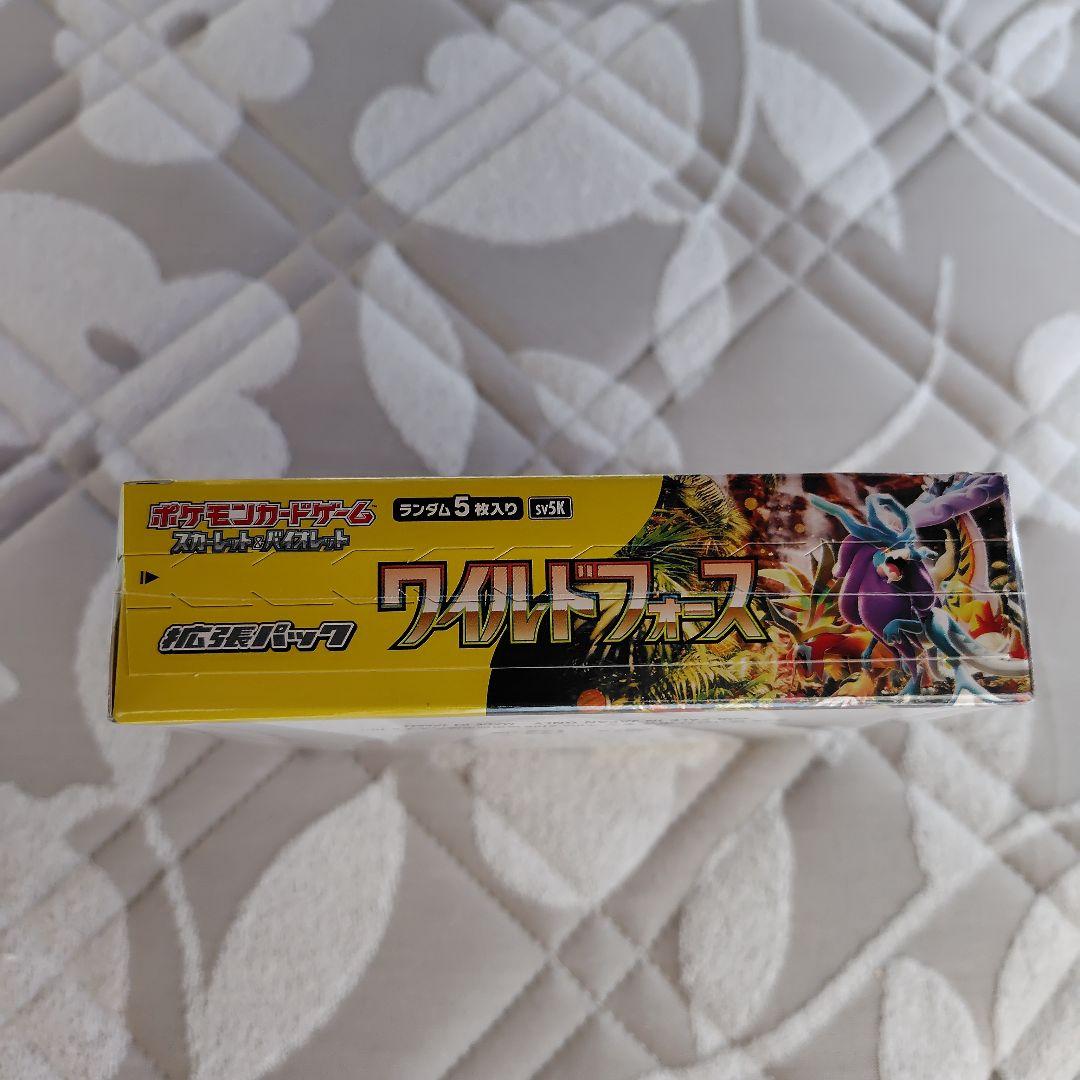 ポケモンカードゲーム
スカーレット&バイオレット
ランダム5枚入り
SV5K
ワイルドフォース
拡張パック